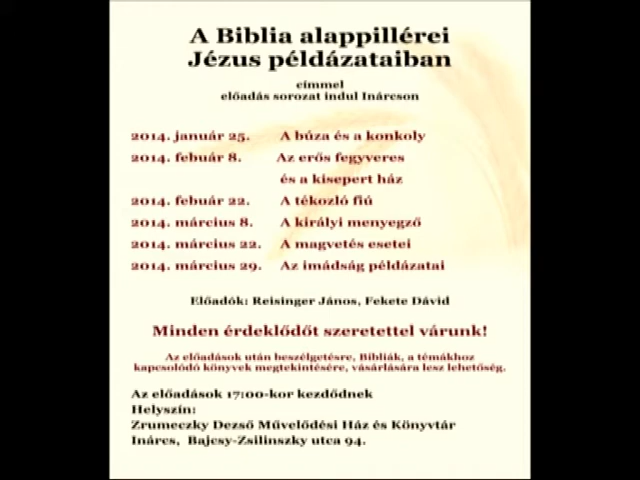 A Biblia alappillérei
Jézus példázataiban
címmel
előadás sorozat indul Inárcson
2014. január 25. A búza és a konkoly
2014. febuár 8. Az erős fegyveres
és a kisepert ház
2014. febuár 22. A tékozló fiú
2014. március 8. A királyi menyegző
2014. március 22. A magvetés esetei
2014. március 29. Az imádság példázatai
Előadók: Reisinger János, Fekete Dávid
Minden érdeklődőt szeretettel várunk!
Az előadások után beszélgetésre, Bibliák, a témákhoz
kapcsolódó könyvek megtekintésére, vásárlására lesz lehetőség.
Az előadások 17:00-kor kezdődnek
Helyszín:
Zrumeczky Dezső Művelődési Ház és Könyvtár
Inárcs, Bajcsy-Zsilinszky utca 94.